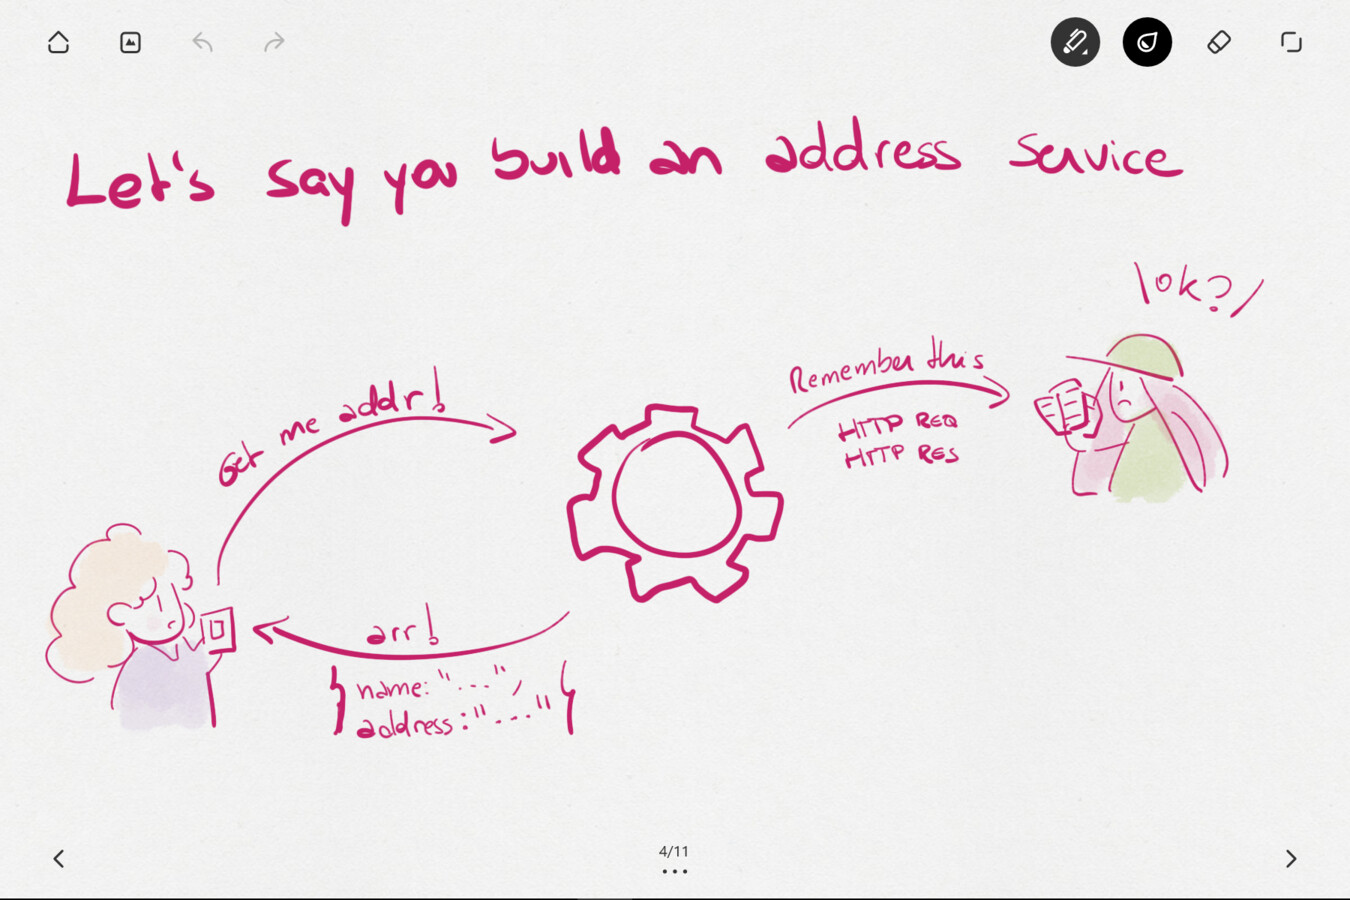 Let's say you build an address service
\ok?/
Remember this
HTTP REQ
HTTP RES
Get me addr!
arr!
{ name: "...",
address: "..." }
4/11